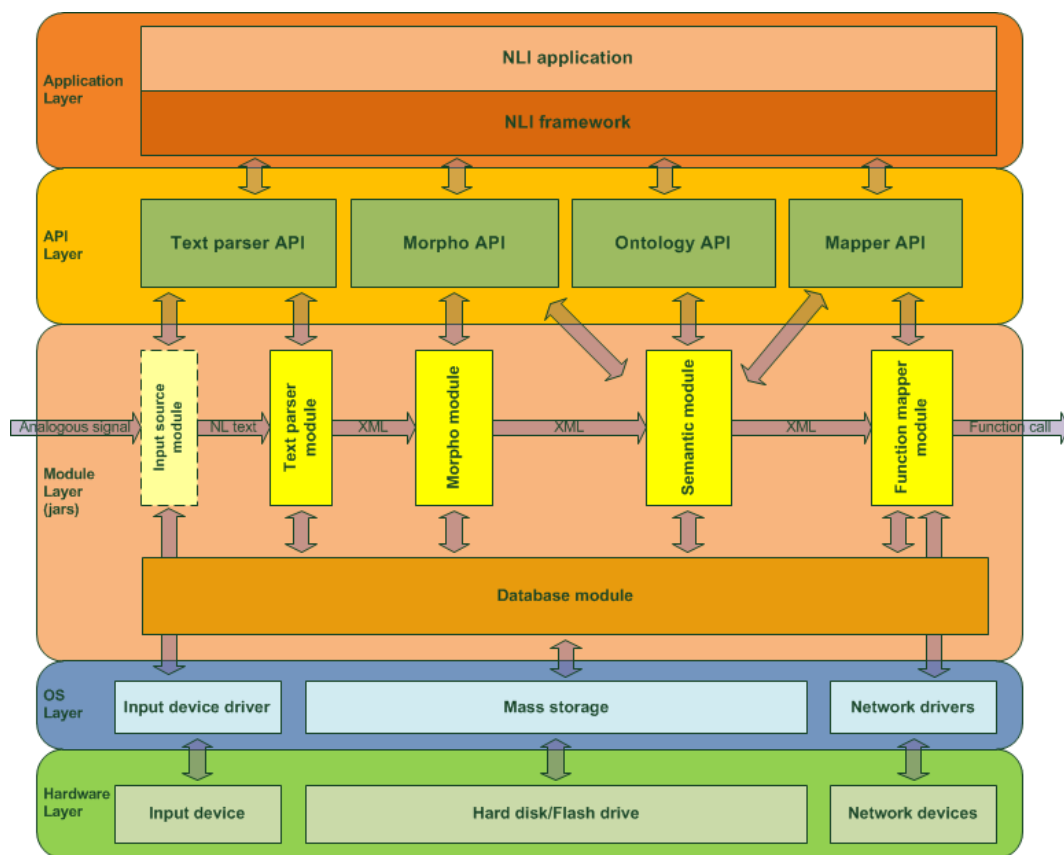 NLI application
Application
Layer
NLI framework
API
Layer
Text parser API
Morpho API
Ontology API
Mapper API
Input source
module
Text parser
module
Morpho module
Semantic module
Function mapper
module
Analogous signal
NL text
XML
XML
XML
Function call
Module
Layer
(jars)
Database module
OS
Layer
Input device driver
Mass storage
Network drivers
Hardware
Layer
Input device
Hard disk/Flash drive
Network devices